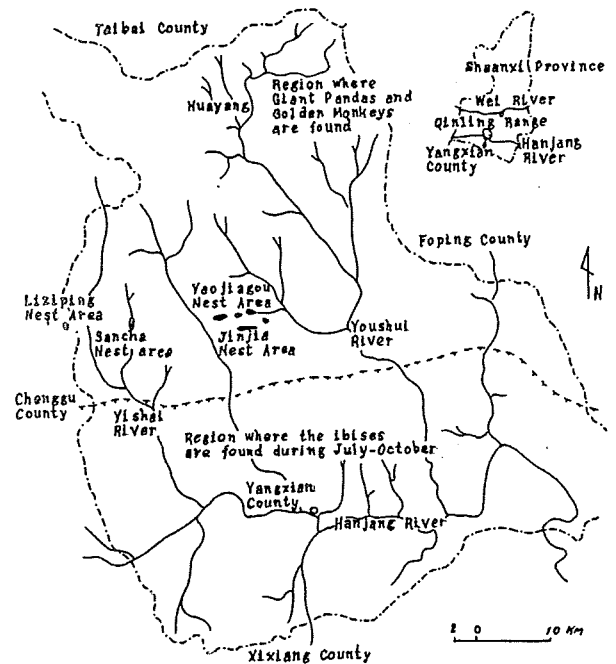 Taibai County
Shaanxi Province
Wei River
Qinling Range
Yangxian
County
Hanjang
River
Huayang
Region where
Giant Pandas and
Golden Monkeys
are found
Foping County
N
Yaojiagou
Nest Area
Liziping
Nest Area
Sancha
Nest area
Jinjia
Nest Area
Youshui
River
Chenggu
County
Yishui
River
Region where the ibises
are found during July-October
Yangxian
County
Hanjang River
2 0 10 KM
Xixiang County